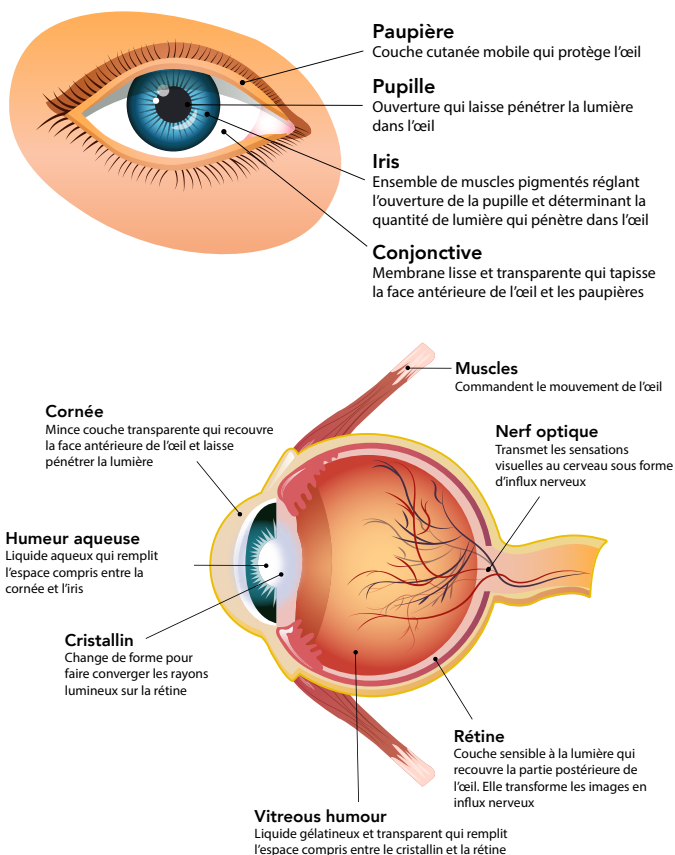 Paupière
Couche cutanée mobile qui protège l’œil
Pupille
Ouverture qui laisse pénétrer la lumière
dans l’œil
Iris
Ensemble de muscles pigmentés réglant
l’ouverture de la pupille et déterminant la
quantité de lumière qui pénètre dans l’œil
Conjonctive
Membrane lisse et transparente qui tapisse
la face antérieure de l’œil et les paupières
Muscles
Commandent le mouvement de l’œil
Cornée
Mince couche transparente qui recouvre
la face antérieure de l’œil et laisse
pénétrer la lumière
Nerf optique
Transmet les sensations
visuelles au cerveau sous forme
d’influx nerveux
Humeur aqueuse
Liquide aqueux qui remplit
l’espace compris entre la
cornée et l’iris
Cristallin
Change de forme pour
faire converger les rayons
lumineux sur la rétine
Rétine
Couche sensible à la lumière qui
recouvre la partie postérieure de
l’œil. Elle transforme les images en
influx nerveux
Vitreous humour
Liquide gélatineux et transparent qui remplit
l’espace compris entre le cristallin et la rétine